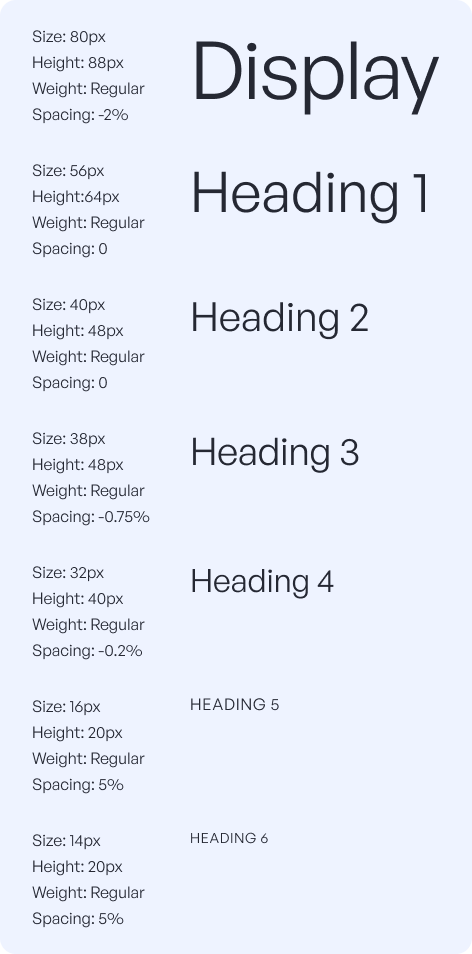 Size: 80px
Height: 88px
Weight: Regular
Spacing: -2%
Display
Size: 56px
Height:64px
Weight: Regular
Spacing: 0
Heading 1
Size: 40px
Height: 48px
Weight: Regular
Spacing: 0
Heading 2
Size: 38px
Height: 48px
Weight: Regular
Spacing: -0.75%
Heading 3
Size: 32px
Height: 40px
Weight: Regular
Spacing: -0.2%
Heading 4
Size: 16px
Height: 20px
Weight: Regular
Spacing: 5%
HEADING 5
Size: 14px
Height: 20px
Weight: Regular
Spacing: 5%
HEADING 6